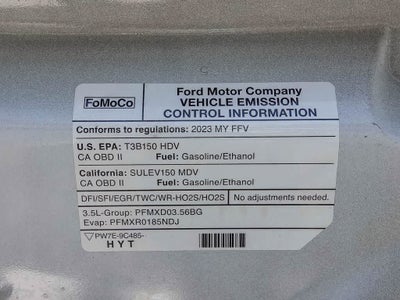 FoMoCo
Ford Motor Company
VEHICLE EMISSION
CONTROL INFORMATION
Conforms to regulations: 2023 MY FFV
U.S. EPA: T3B150 HDV
CA OBD II Fuel: Gasoline/Ethanol
California: SULEV150 MDV
CA OBD II Fuel: Gasoline/Ethanol
DFI/SFI/EGR/TWC/WR-HO2S/HO2S No adjustments needed.
3.5L-Group: PFMXD03.56BG
Evap: PFMXR0185NDJ
PW7E-9C485-
HYT